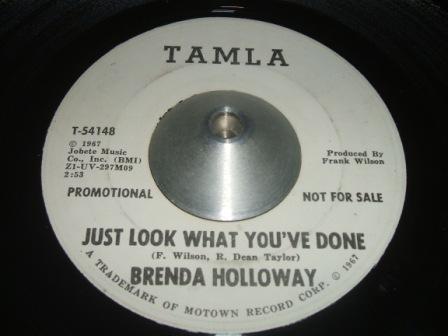 TAMLA
T-54148
© 1967
Jobete Music
Co., Inc. (BMI)
Z1-UV-297M09
2:53
Produced By
Frank Wilson
PROMOTIONAL
NOT FOR SALE
JUST LOOK WHAT YOU'VE DONE
(F. Wilson, R. Dean Taylor)
BRENDA HOLLOWAY
A TRADEMARK OF MOTOWN RECORD CORP. © 1967